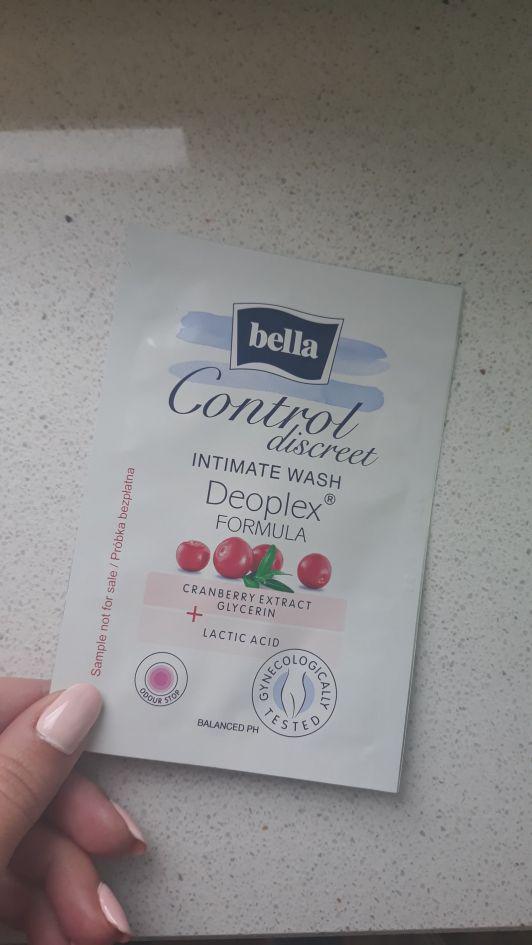 bella
Control
discreet
INTIMATE WASH
Deoplex®
FORMULA
CRANBERRY EXTRACT
GLYCERIN
+
LACTIC ACID
ODOUR STOP
BALANCED PH
GYNECOLOGICALLY
TESTED
Sample not for sale / Próbka bezpłatna